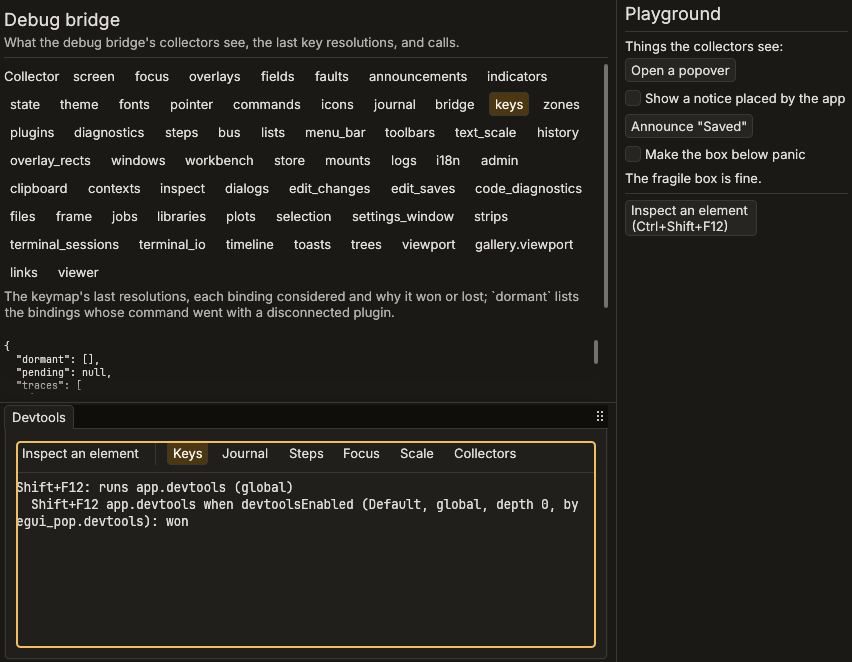 Debug bridge
What the debug bridge's collectors see, the last key resolutions, and calls.
Collector screen focus overlays fields faults announcements indicators
state theme fonts pointer commands icons journal bridge keys zones
plugins diagnostics steps bus lists menu_bar toolbars text_scale history
overlay_rects windows workbench store mounts logs i18n admin
clipboard contexts inspect dialogs edit_changes edit_saves code_diagnostics
files frame jobs libraries plots selection settings_window strips
terminal_sessions terminal_io timeline toasts trees viewport gallery.viewport
links viewer
The keymap's last resolutions, each binding considered and why it won or lost; `dormant` lists
the bindings whose command went with a disconnected plugin.
{
"dormant": [],
"pending": null,
"traces": [
Devtools
Inspect an element Keys Journal Steps Focus Scale Collectors
Shift+F12: runs app.devtools (global)
Shift+F12 app.devtools when devtoolsEnabled (Default, global, depth 0, by
egui_pop.devtools): won
Playground
Things the collectors see:
Open a popover
Show a notice placed by the app
Announce "Saved"
Make the box below panic
The fragile box is fine.
Inspect an element
(Ctrl+Shift+F12)